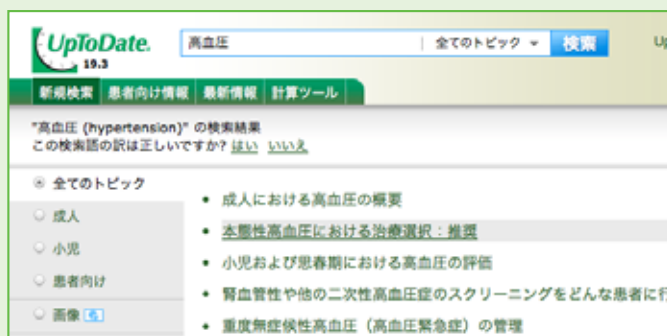 UpToDate.
19.3
高血圧
全てのトピック
検索
Up
新規検索 患者向け情報 最新情報 計算ツール
"高血圧 (hypertension)" の検索結果
この検索語の訳は正しいですか? はい いいえ
全てのトピック
成人
小児
患者向け
画像
• 成人における高血圧の概要
• 本態性高血圧における治療選択：推奨
• 小児および思春期における高血圧の評価
• 腎血管性や他の二次性高血圧症のスクリーニングをどんな患者に行
• 重度無症候性高血圧（高血圧緊急症）の管理